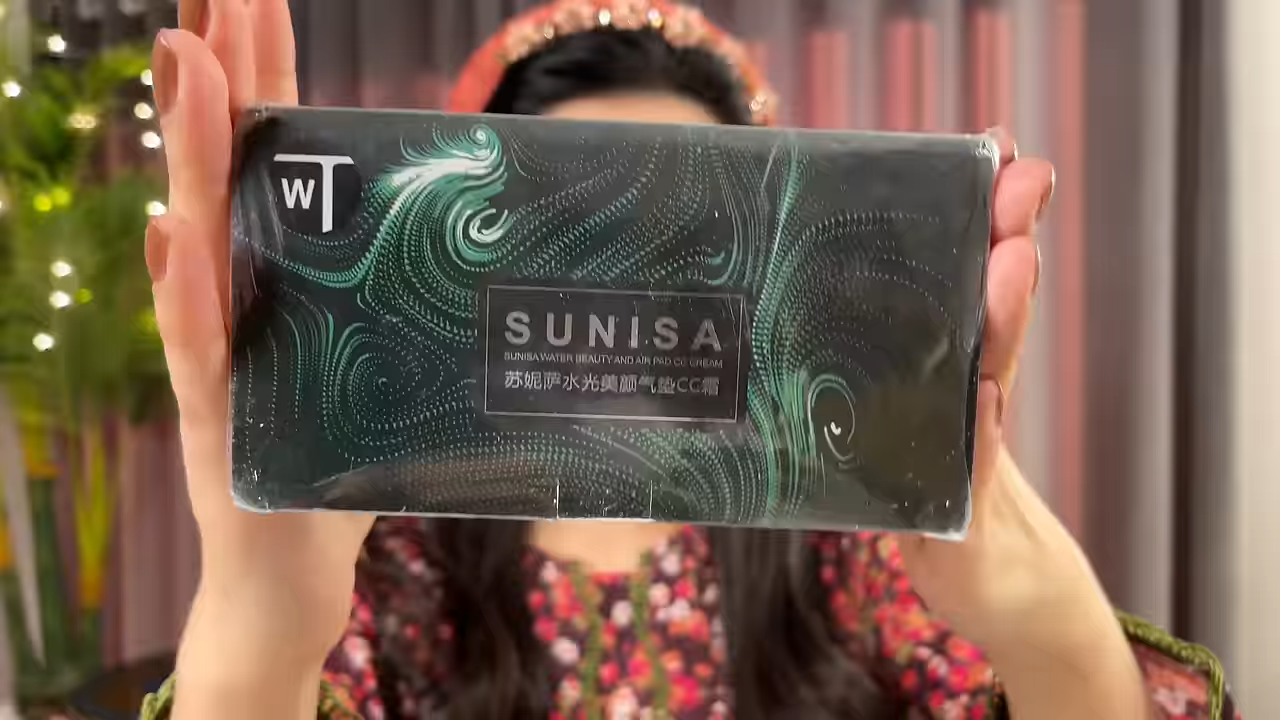 WT
SUNISA
SUNISA WATER BEAUTY AND AIR PAD CC CREAM
苏妮萨水光美颜气垫CC霜